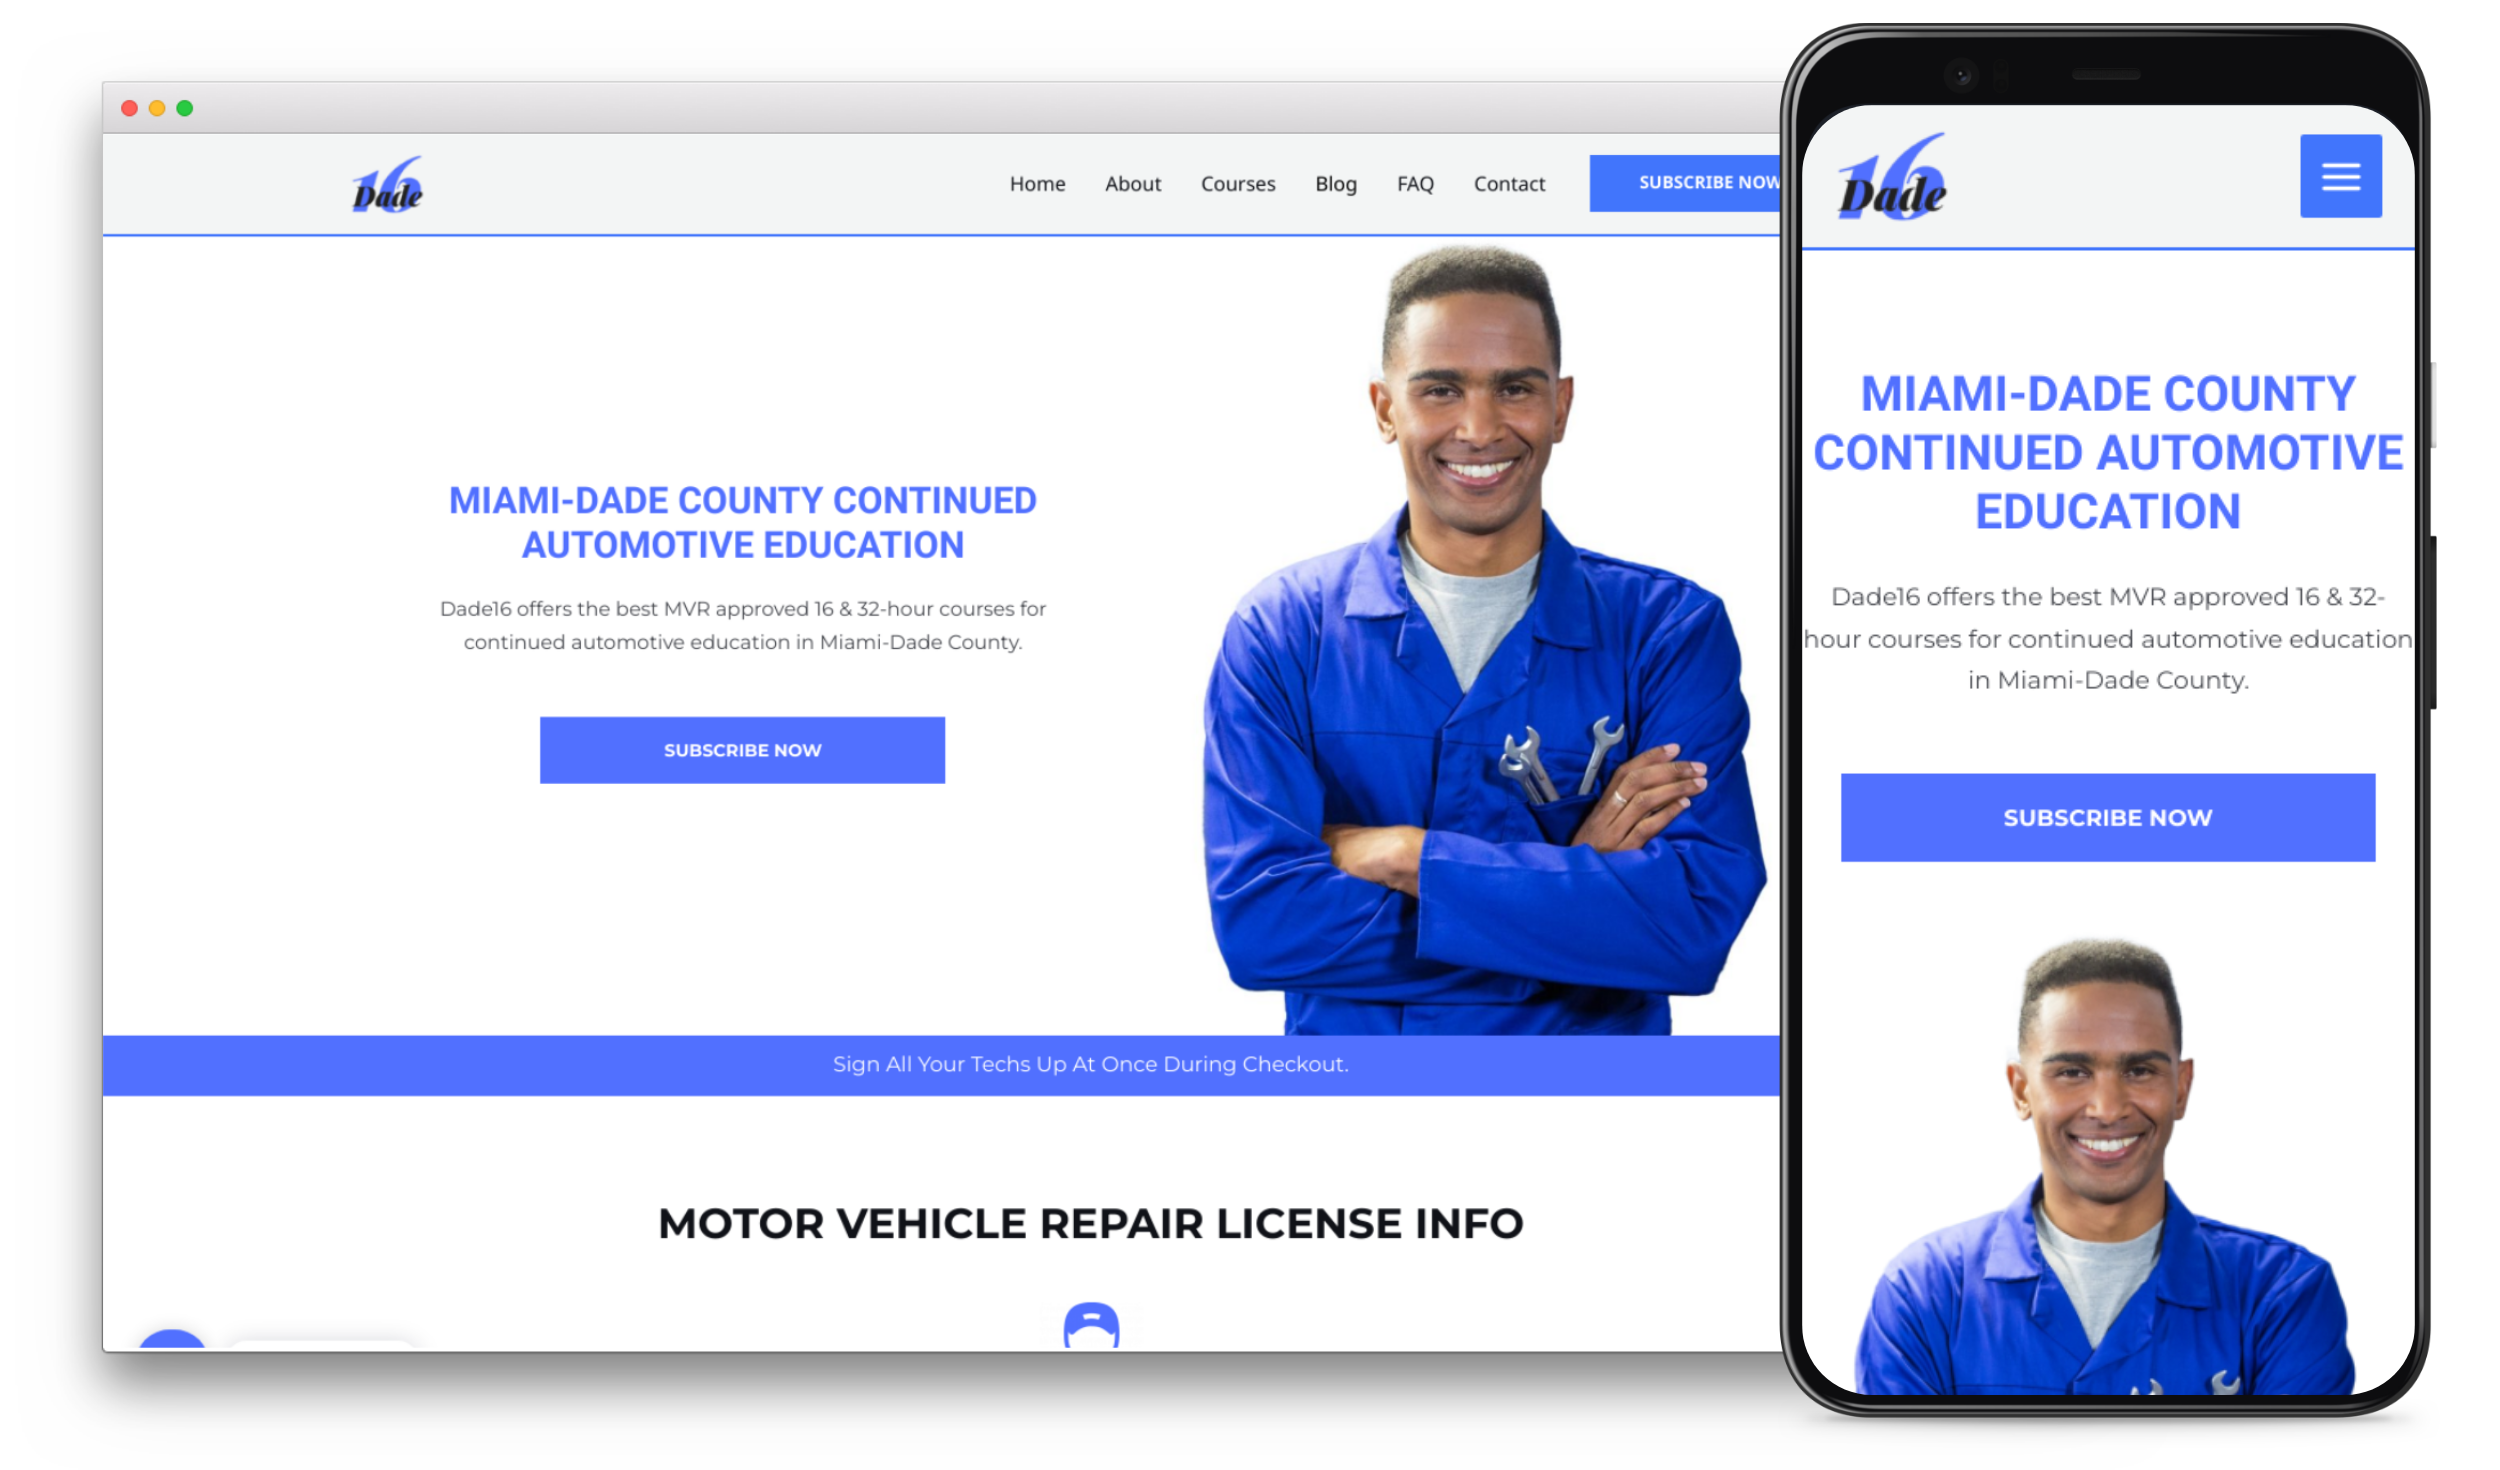 16
Dade
Home About Courses Blog FAQ Contact SUBSCRIBE NOW
MIAMI-DADE COUNTY CONTINUED
AUTOMOTIVE EDUCATION
Dade16 offers the best MVR approved 16 & 32-hour courses for
continued automotive education in Miami-Dade County.
SUBSCRIBE NOW
Sign All Your Techs Up At Once During Checkout.
MOTOR VEHICLE REPAIR LICENSE INFO
16
Dade
MIAMI-DADE COUNTY
CONTINUED AUTOMOTIVE
EDUCATION
Dade16 offers the best MVR approved 16 & 32-
hour courses for continued automotive education
in Miami-Dade County.
SUBSCRIBE NOW